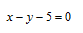 x − y − 5 = 0